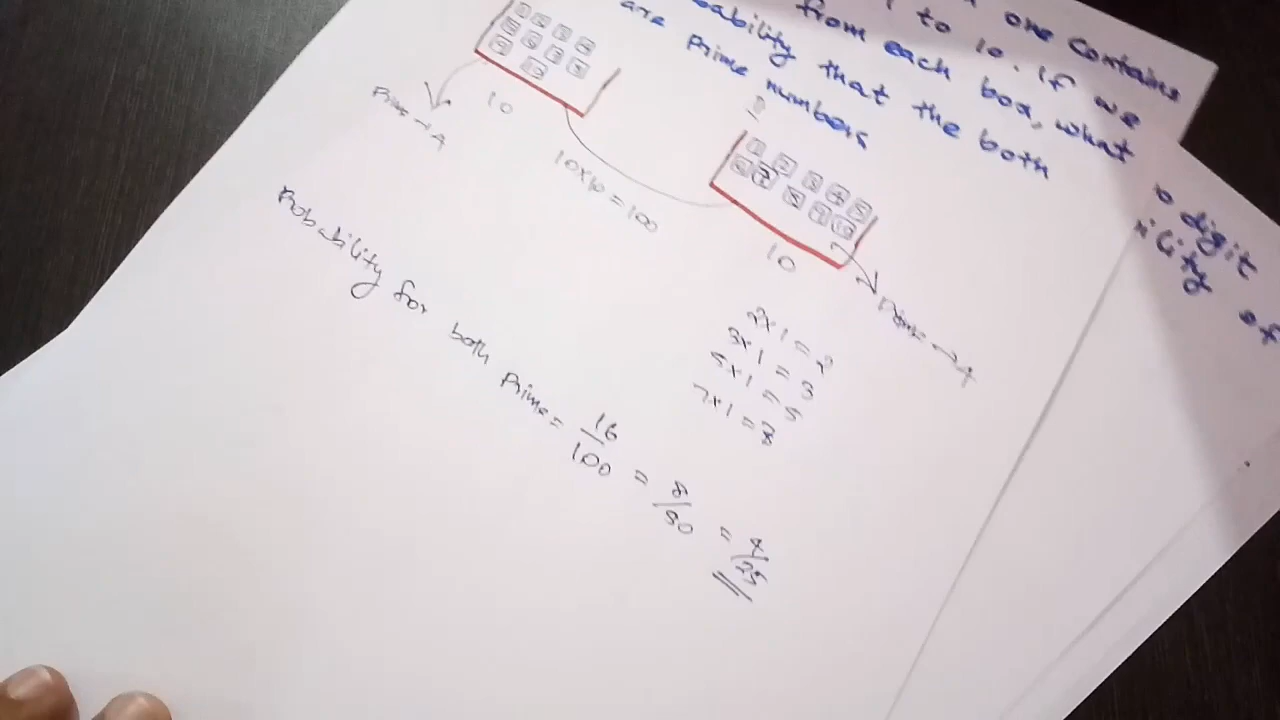 one contains
1 to 10. If we
from each box, what
bability that the both
are Prime numbers
o digit
ility of
Prime → 4
10
10×10 = 100
10
Prime → 4
2×1 = 2
3×1 = 3
5×1 = 5
7×1 =
Probability for both Prime = 16/100 = 8/50 = 4/25